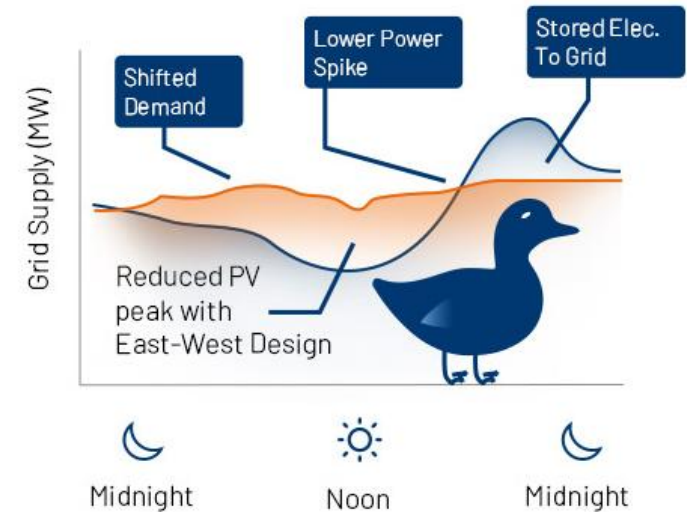 Shifted
Demand
Lower Power
Spike
Stored Elec.
To Grid
Grid Supply (MW)
Reduced PV
peak with
East-West Design
Midnight
Noon
Midnight